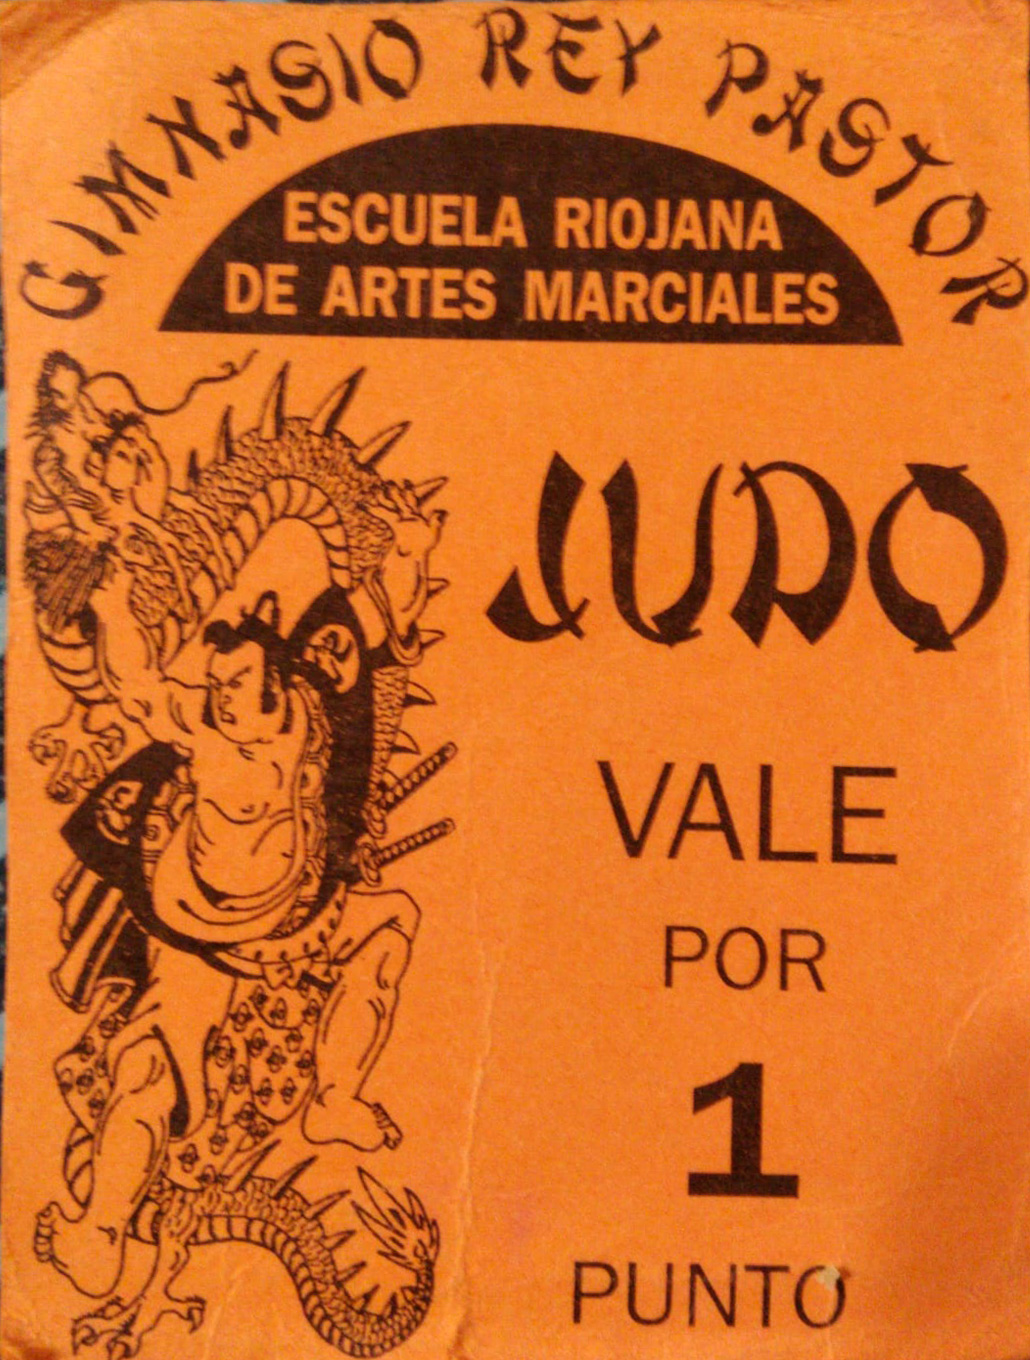 GIMNASIO REY PASTOR
ESCUELA RIOJANA
DE ARTES MARCIALES
JUDO
VALE
POR
1
PUNTO